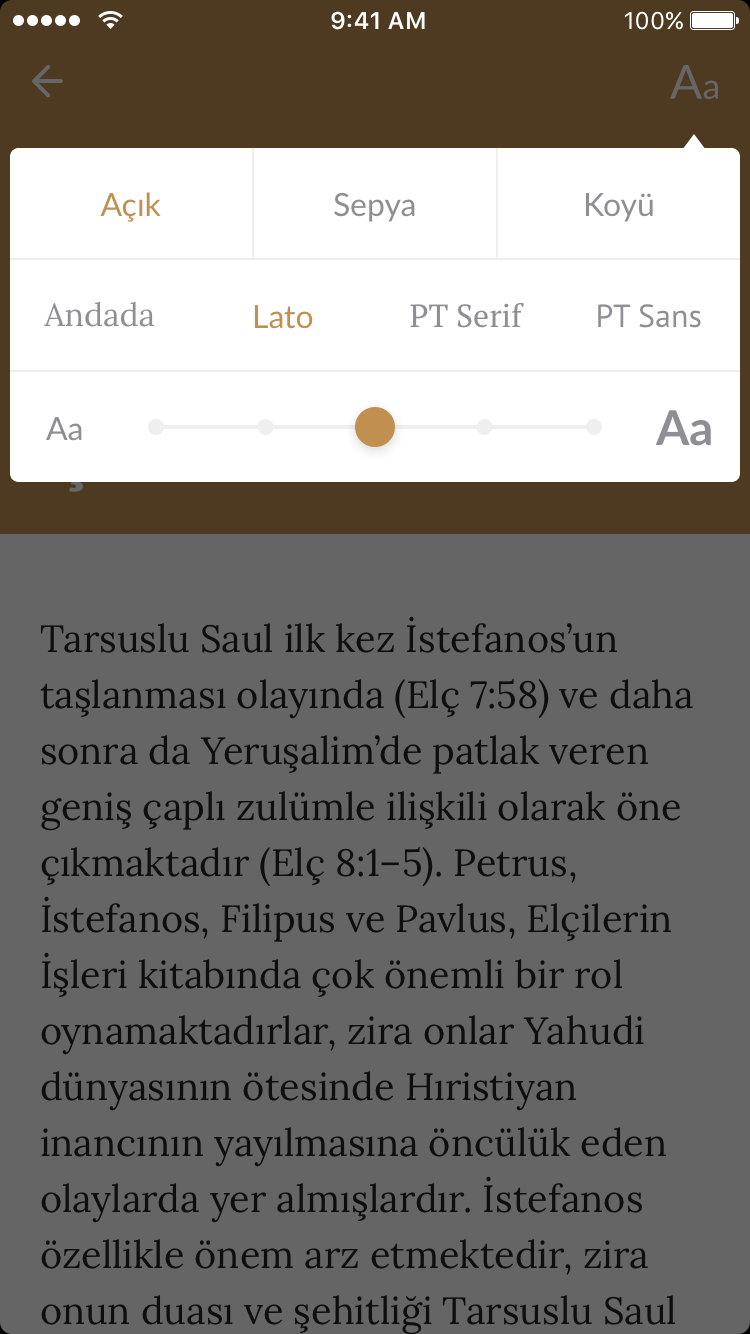 9:41 AM 100%
Aa
Açık Sepya Koyü
Andada Lato PT Serif PT Sans
Aa Aa
Tarsuslu Saul ilk kez İstefanos’un
taşlanması olayında (Elç 7:58) ve daha
sonra da Yeruşalim’de patlak veren
geniş çaplı zulümle ilişkili olarak öne
çıkmaktadır (Elç 8:1–5). Petrus,
İstefanos, Filipus ve Pavlus, Elçilerin
İşleri kitabında çok önemli bir rol
oynamaktadırlar, zira onlar Yahudi
dünyasının ötesinde Hıristiyan
inancının yayılmasına öncülük eden
olaylarda yer almışlardır. İstefanos
özellikle önem arz etmektedir, zira
onun duası ve şehitliği Tarsuslu Saul